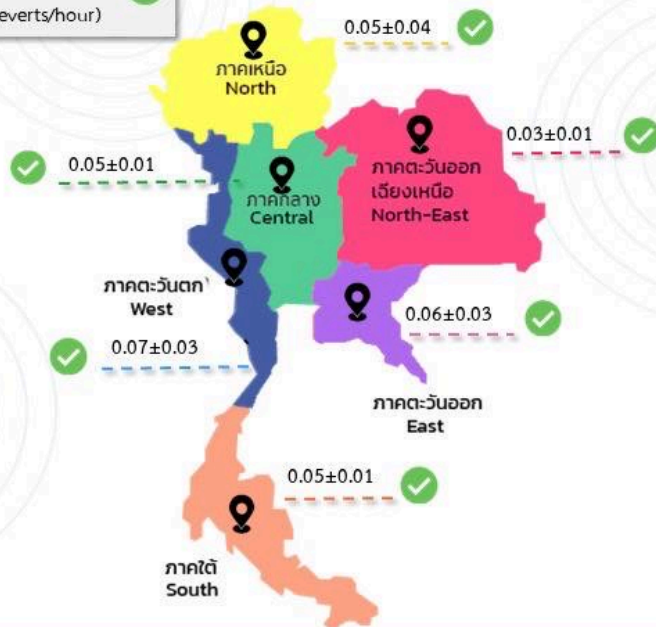 everts/hour)
0.05±0.04
ภาคเหนือ
North
0.03±0.01
0.05±0.01
ภาคตะวันออก
เฉียงเหนือ
North-East
ภาคกลาง
Central
ภาคตะวันตก
West
0.06±0.03
0.07±0.03
ภาคตะวันออก
East
0.05±0.01
ภาคใต้
South